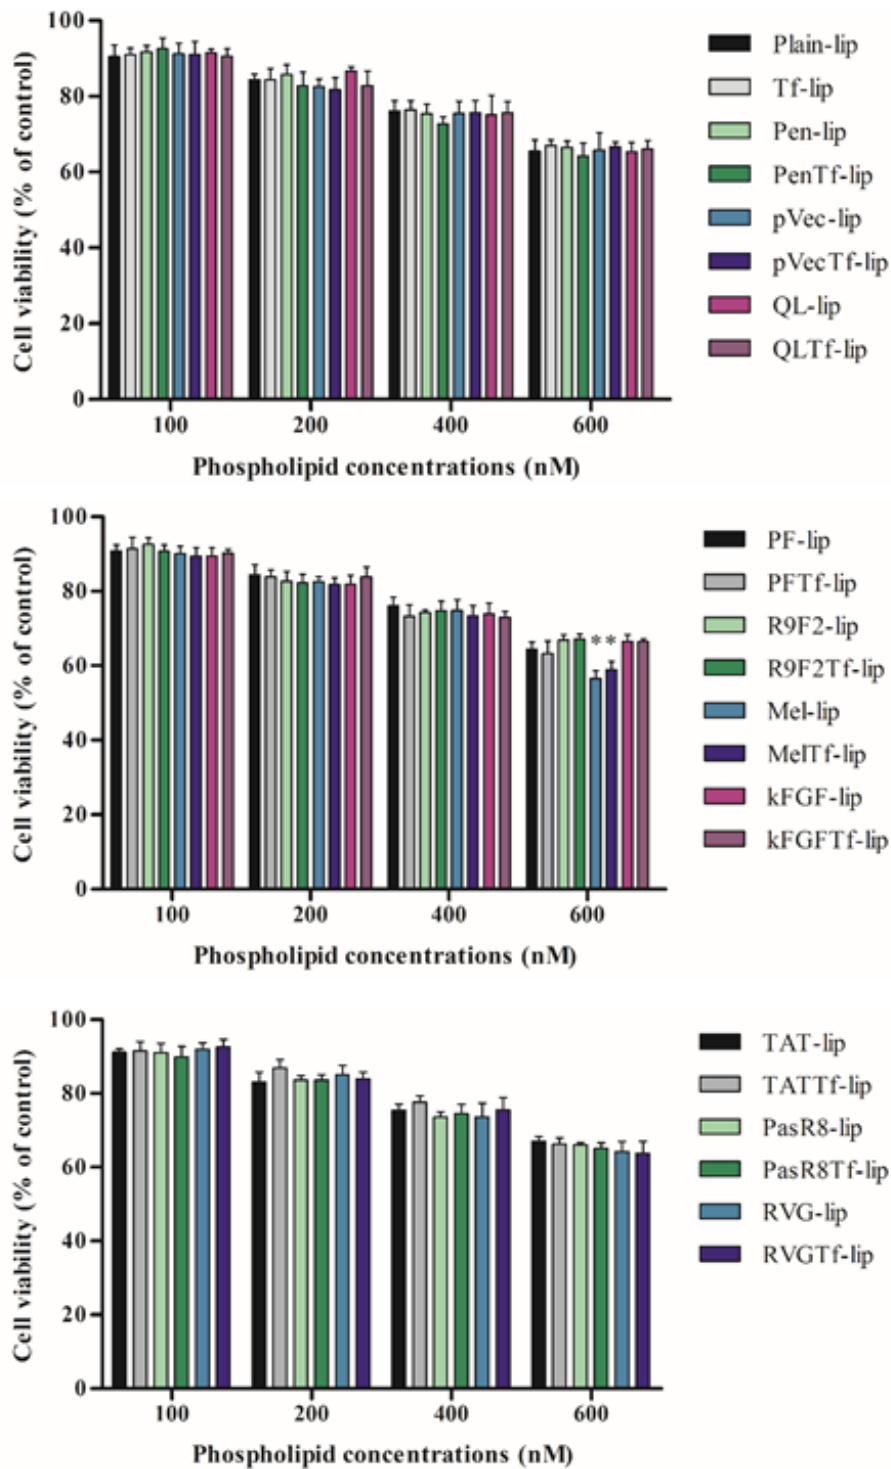 Cell viability (% of control)
100
80
60
40
20
0
100 200 400 600
Phospholipid concentrations (nM)
Plain-lip
Tf-lip
Pen-lip
PenTf-lip
pVec-lip
pVecTf-lip
QL-lip
QLTf-lip
Cell viability (% of control)
100
80
60
40
20
0
**
100 200 400 600
Phospholipid concentrations (nM)
PF-lip
PFTf-lip
R9F2-lip
R9F2Tf-lip
Mel-lip
MelTf-lip
kFGF-lip
kFGFTf-lip
Cell viability (% of control)
100
80
60
40
20
0
100 200 400 600
Phospholipid concentrations (nM)
TAT-lip
TATTf-lip
PasR8-lip
PasR8Tf-lip
RVG-lip
RVGTf-lip